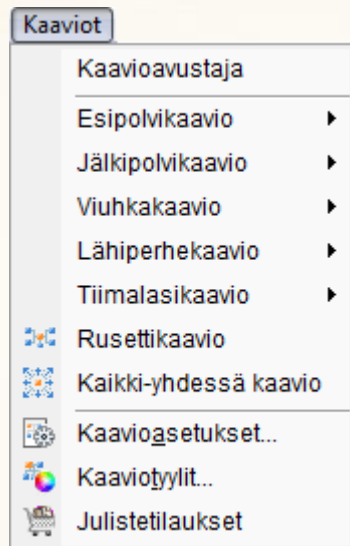 Kaaviot
Kaavioavustaja
Esipolvikaavio
Jälkipolvikaavio
Viuhkakaavio
Lähiperhekaavio
Tiimalasikaavio
Rusettikaavio
Kaikki-yhdessä kaavio
Kaavioasetukset...
Kaaviotyylit...
Julistetilaukset